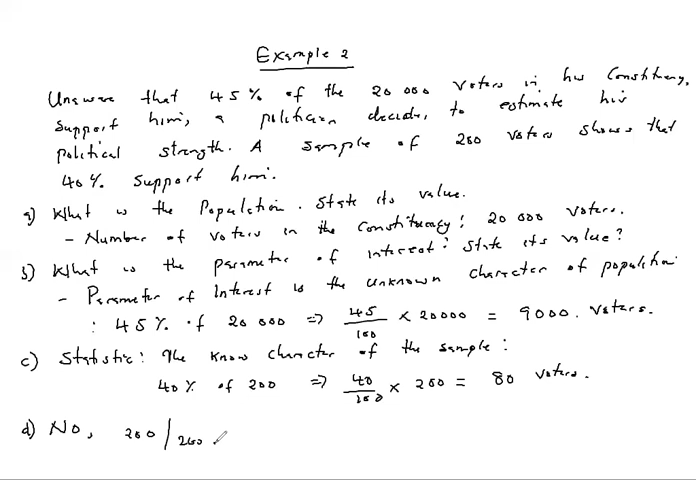 Example 2
Unaware that 45% of the 20 000 voters in his Constituency,
support him, a politician decides to estimate his
political strength. A sample of 200 voters shows that
40% support him.
a) What is the Population. State its value.
- Number of voters in the Constituency: 20 000 voters.
b) What is the parameter of interest? State its value?
- Parameter of Interest is the unknown character of population
: 45% of 20 000 => 45/100 x 20000 = 9000. voters.
c) Statistic: The know character of the sample:
40% of 200 => 40/100 x 200 = 80 voters.
d) No, 200/200